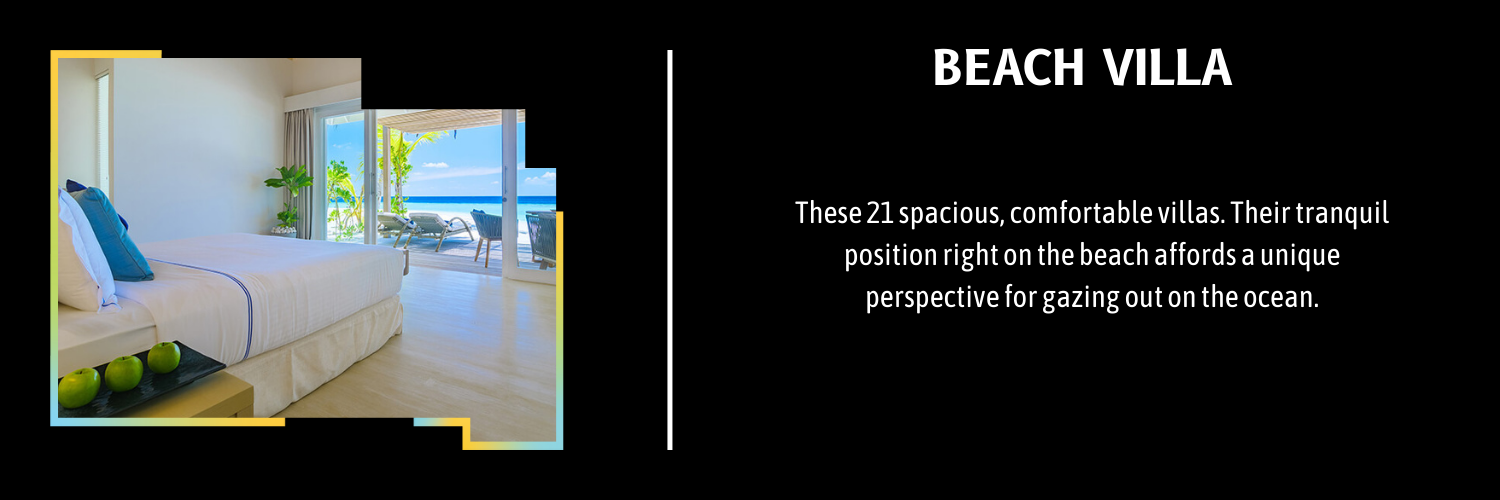 BEACH VILLA
These 21 spacious, comfortable villas. Their tranquil
position right on the beach affords a unique
perspective for gazing out on the ocean.